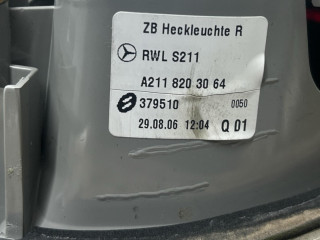 ZB Heckleuchte R
RWL S211
A211 820 30 64
379510 0050
29.08.06 12:04 Q 01